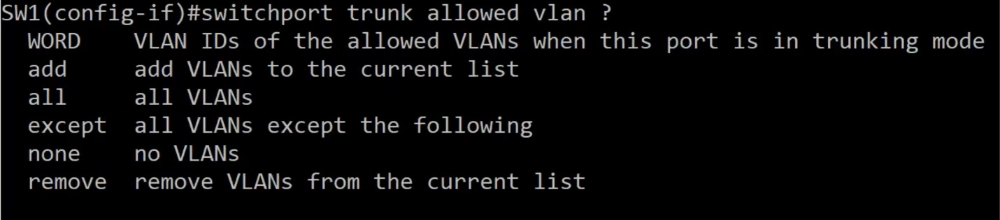 SW1(config-if)#switchport trunk allowed vlan ?
WORD VLAN IDs of the allowed VLANs when this port is in trunking mode
add add VLANs to the current list
all all VLANs
except all VLANs except the following
none no VLANs
remove remove VLANs from the current list